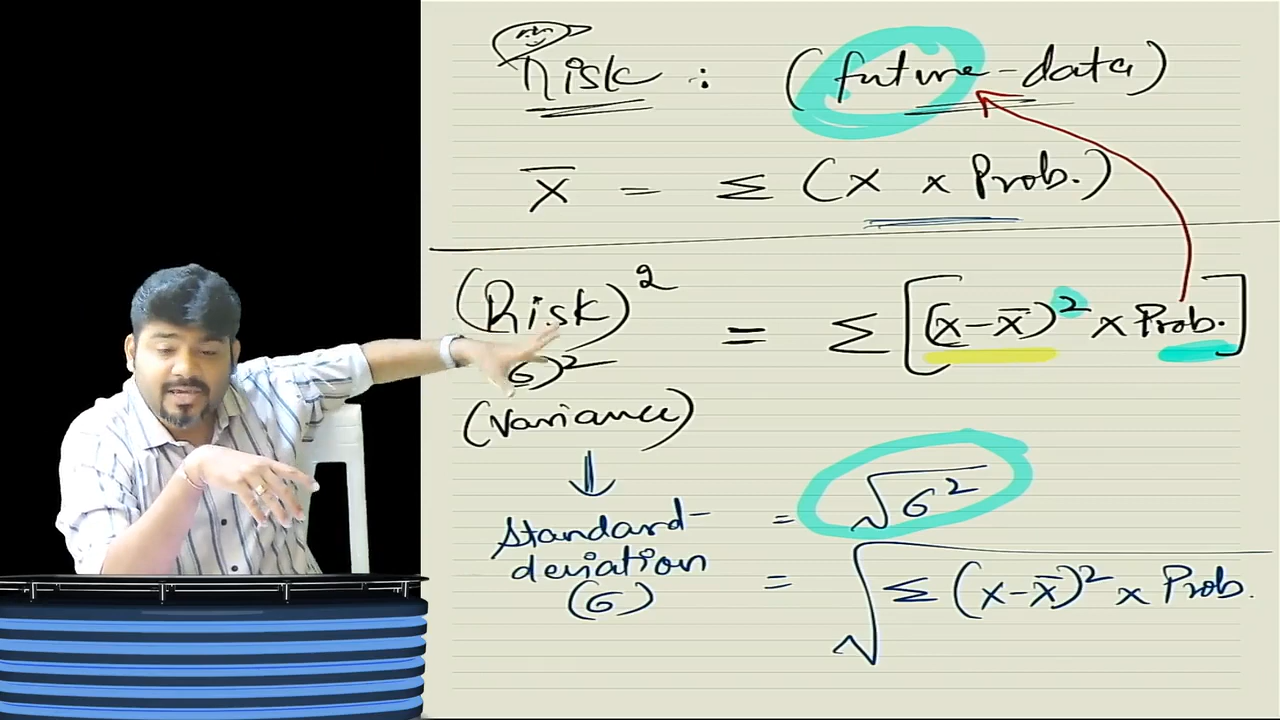 Risk : (future-data)
x̄ = Σ (x x Prob.)
(Risk)² = Σ [(x-x̄)² x Prob.]
σ)²
(Variance)
Standard- = √σ²
deviation = √Σ (x-x̄)² x Prob.
(σ)